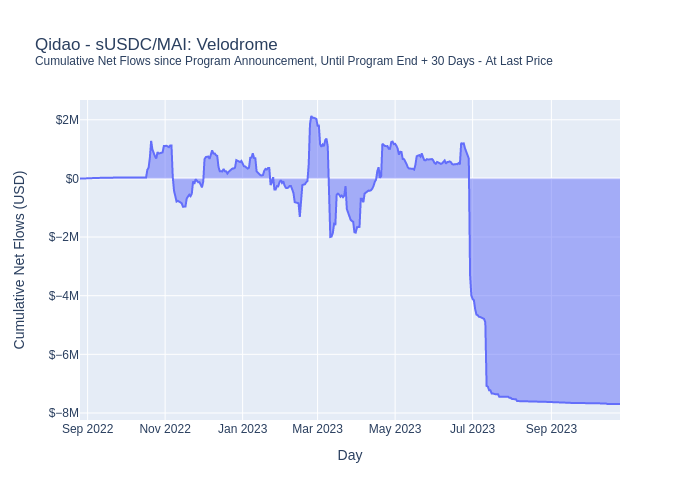 Qidao - sUSDC/MAI: Velodrome
Cumulative Net Flows since Program Announcement, Until Program End + 30 Days - At Last Price
$2M
$0
$−2M
$−4M
$−6M
$−8M
Cumulative Net Flows (USD)
Sep 2022 Nov 2022 Jan 2023 Mar 2023 May 2023 Jul 2023 Sep 2023
Day